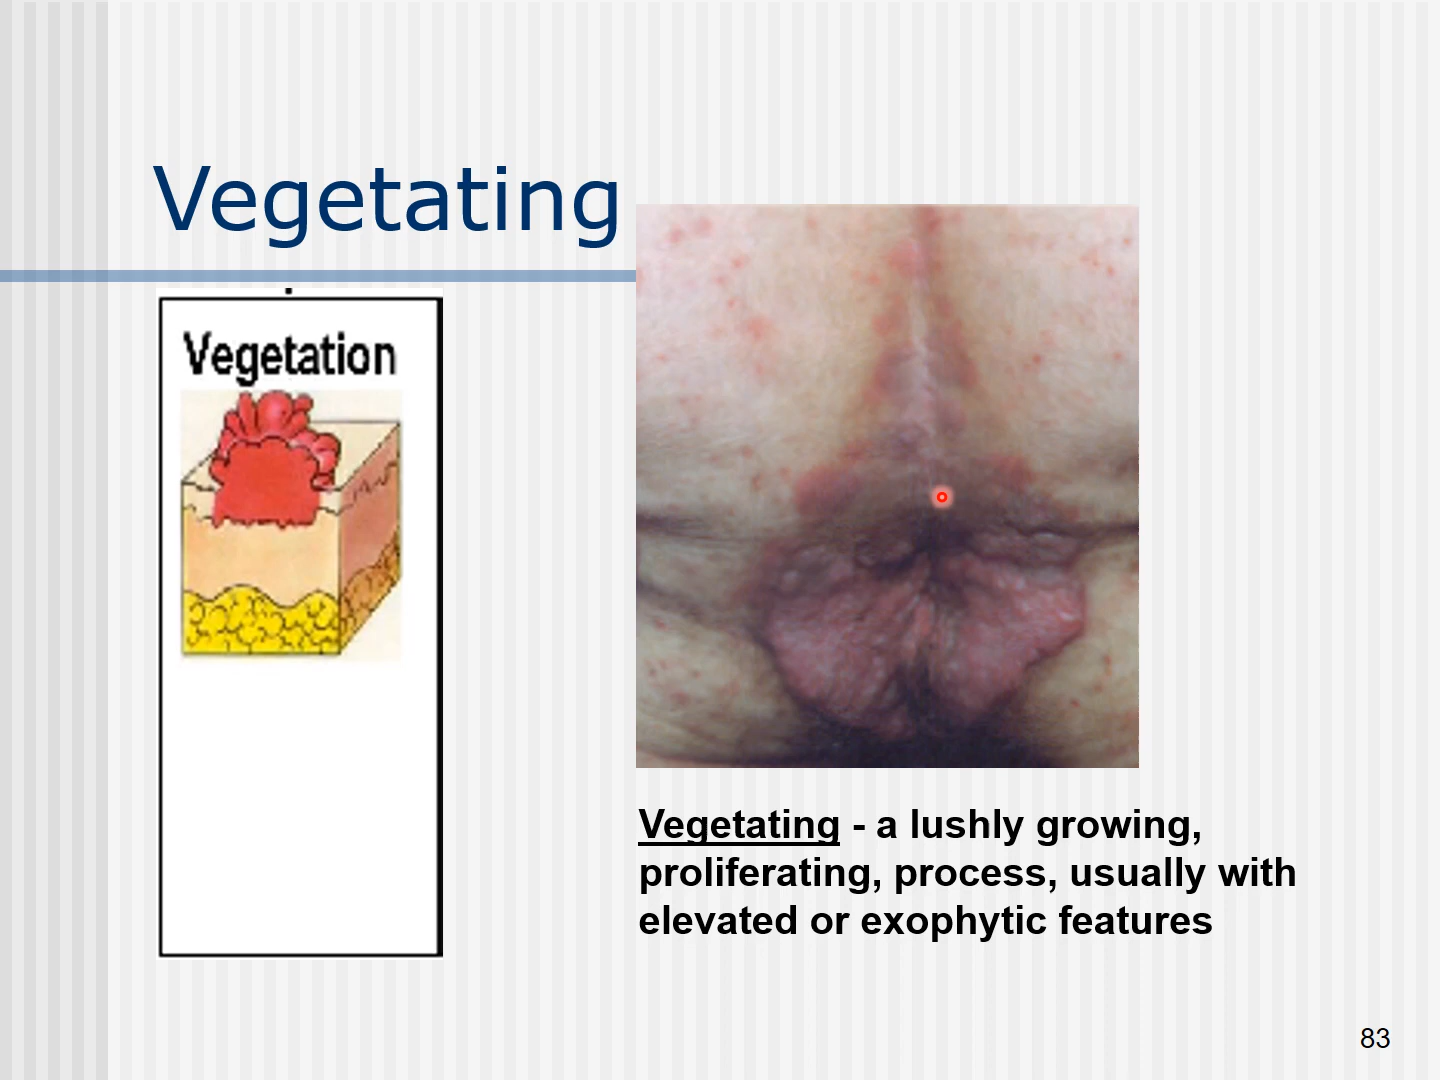 Vegetating
Vegetation
Vegetating - a lushly growing,
proliferating, process, usually with
elevated or exophytic features
83